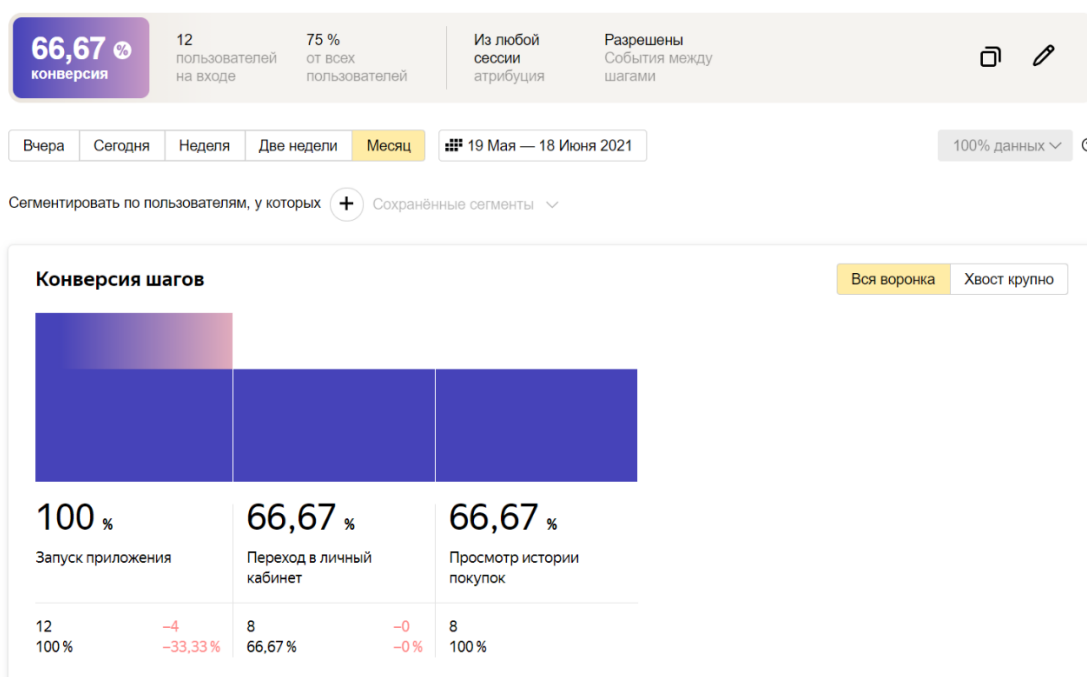 66,67 %
конверсия
12
пользователей
на входе
75 %
от всех
пользователей
Из любой
сессии
атрибуция
Разрешены
События между
шагами
Вчера Сегодня Неделя Две недели Месяц 19 Мая — 18 Июня 2021 100% данных
Сегментировать по пользователям, у которых + Сохранённые сегменты
Конверсия шагов
Вся воронка Хвост крупно
100 %
Запуск приложения
66,67 %
Переход в личный
кабинет
66,67 %
Просмотр истории
покупок
12 −4 8 −0 8
100 % −33,33 % 66,67 % −0 % 100 %